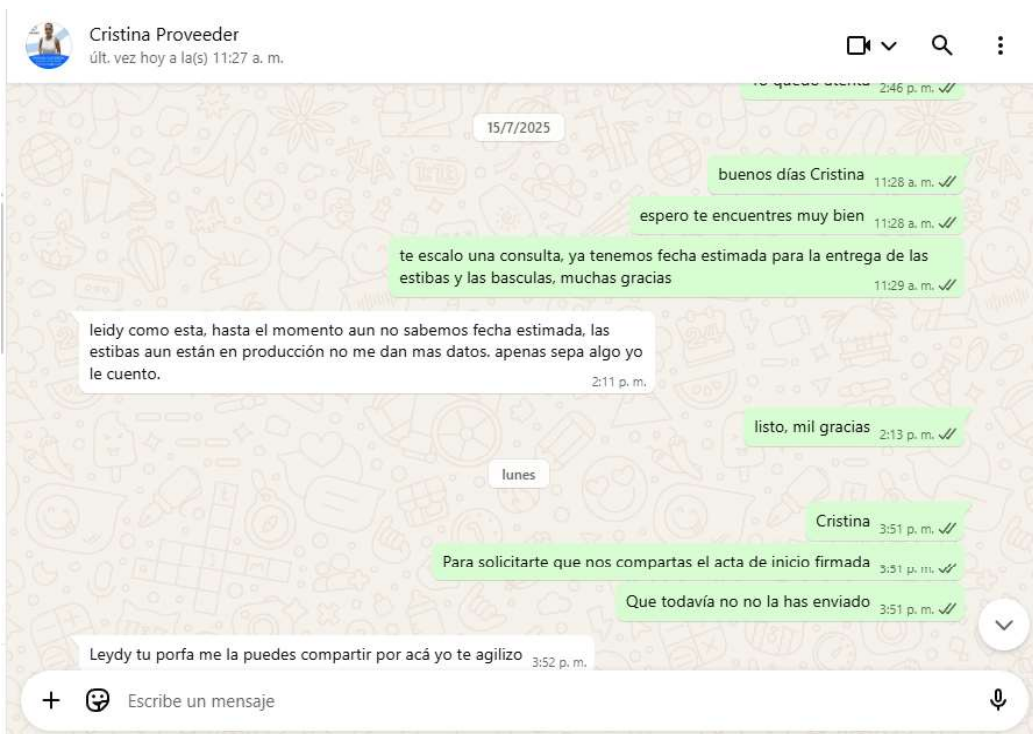 Cristina Proveeder
últ. vez hoy a la(s) 11:27 a. m.
Yo quedo atenta 2:46 p. m.
15/7/2025
buenos días Cristina 11:28 a. m.
espero te encuentres muy bien 11:28 a. m.
te escalo una consulta, ya tenemos fecha estimada para la entrega de las
estibas y las basculas, muchas gracias 11:29 a. m.
leidy como esta, hasta el momento aun no sabemos fecha estimada, las
estibas aun están en producción no me dan mas datos. apenas sepa algo yo
le cuento. 2:11 p. m.
listo, mil gracias 2:13 p. m.
lunes
Cristina 3:51 p. m.
Para solicitarte que nos compartas el acta de inicio firmada 3:51 p. m.
Que todavía no no la has enviado 3:51 p. m.
Leydy tu porfa me la puedes compartir por acá yo te agilizo 3:52 p. m.
Escribe un mensaje